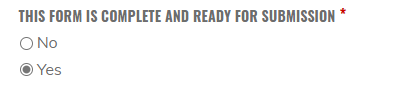 THIS FORM IS COMPLETE AND READY FOR SUBMISSION *
No
Yes